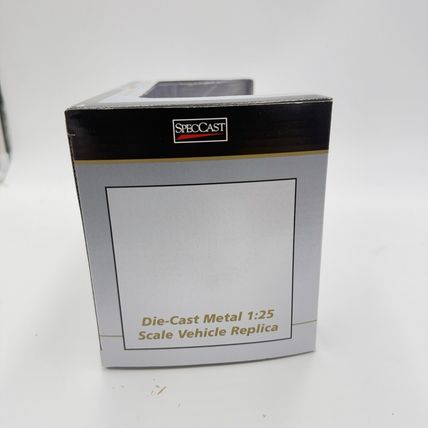 SPECCAST
Die-Cast Metal 1:25
Scale Vehicle Replica